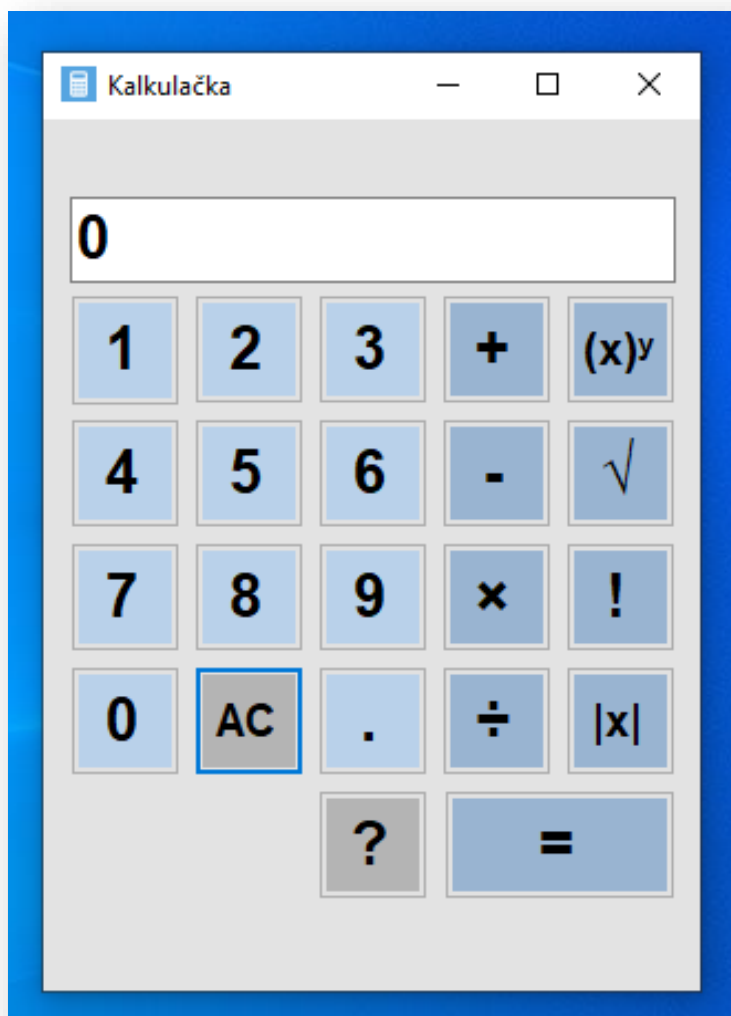 Kalkulačka
0
1 2 3 + (x)ʸ
4 5 6 - √
7 8 9 × !
0 AC . ÷ |x|
? =